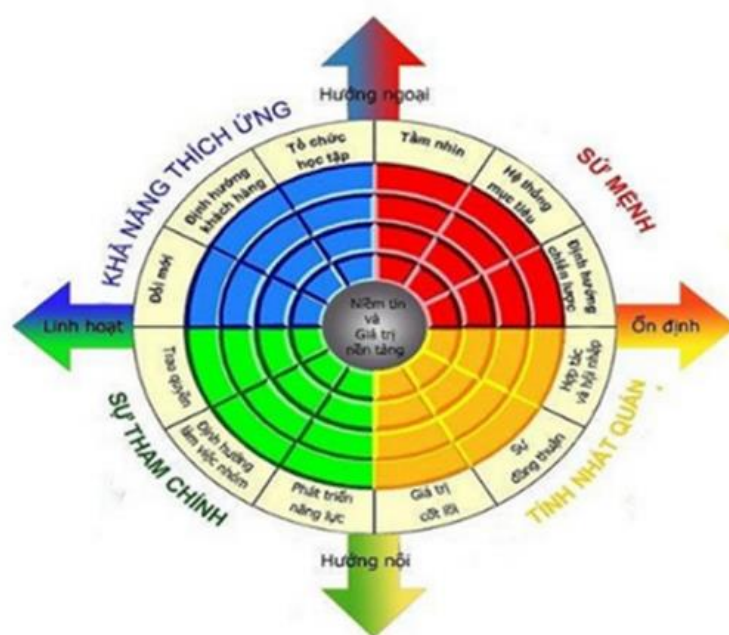 Hướng ngoại
KHẢ NĂNG THÍCH ỨNG
SỨ MỆNH
Tổ chức
học tập
Tầm nhìn
Định hướng
khách hàng
Hệ thống
mục tiêu
Đổi mới
Định hướng
chiến lược
Linh hoạt
Niềm tin
và
Giá trị
nền tảng
Ổn định
Trao quyền
Hợp tác
và hội nhập
Định hướng
làm việc nhóm
Sự
đồng thuận
Phát triển
năng lực
Giá trị
cốt lõi
SỰ THAM CHÍNH
TÍNH NHẤT QUÁN
Hướng nội